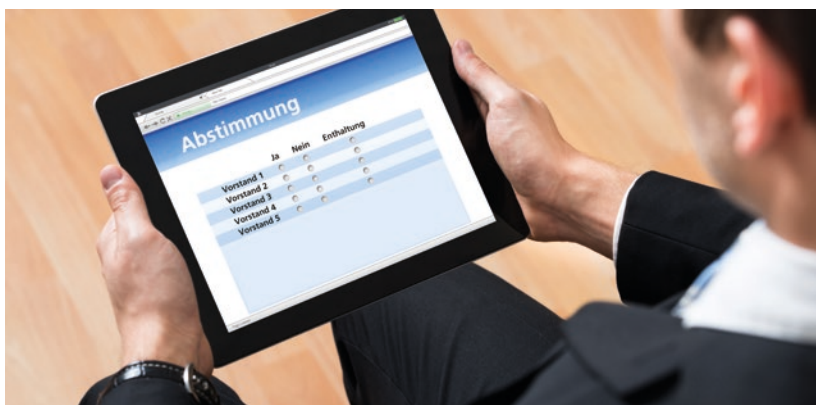 Abstimmung
Ja Nein Enthaltung
Vorstand 1
Vorstand 2
Vorstand 3
Vorstand 4
Vorstand 5